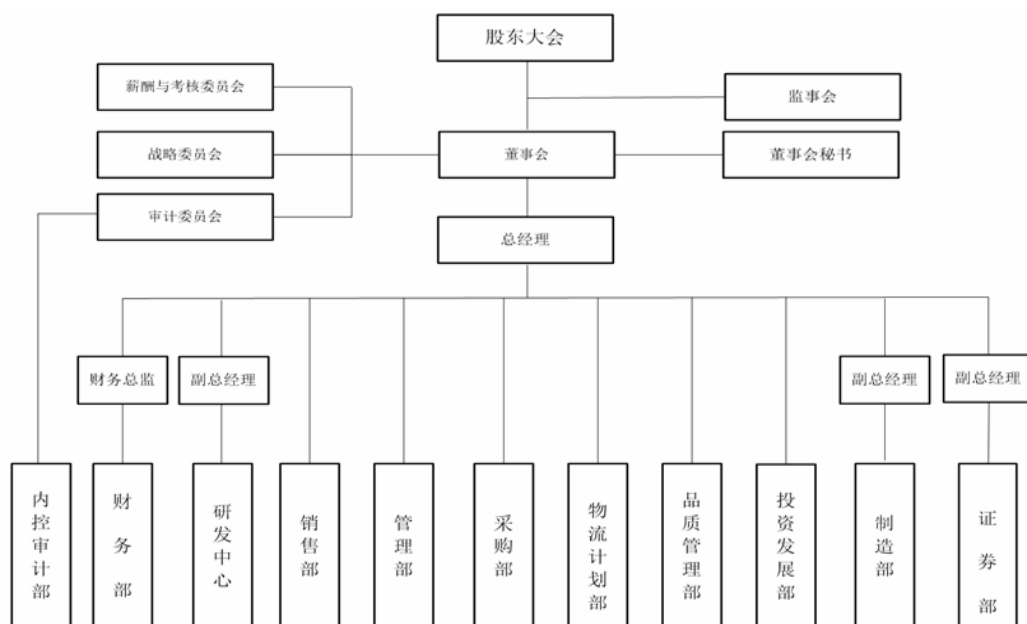 股东大会
薪酬与考核委员会
监事会
战略委员会
董事会
董事会秘书
审计委员会
总经理
财务总监
副总经理
副总经理
副总经理
内控审计部
财务部
研发中心
销售部
管理部
采购部
物流计划部
品质管理部
投资发展部
制造部
证券部